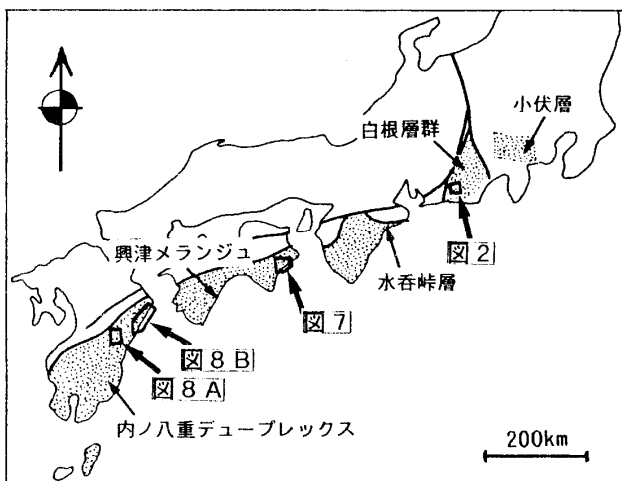 小伏層
白根層群
図2
興津メランジュ
水呑峠層
図7
図8B
図8A
内ノ八重デュープレックス
200km